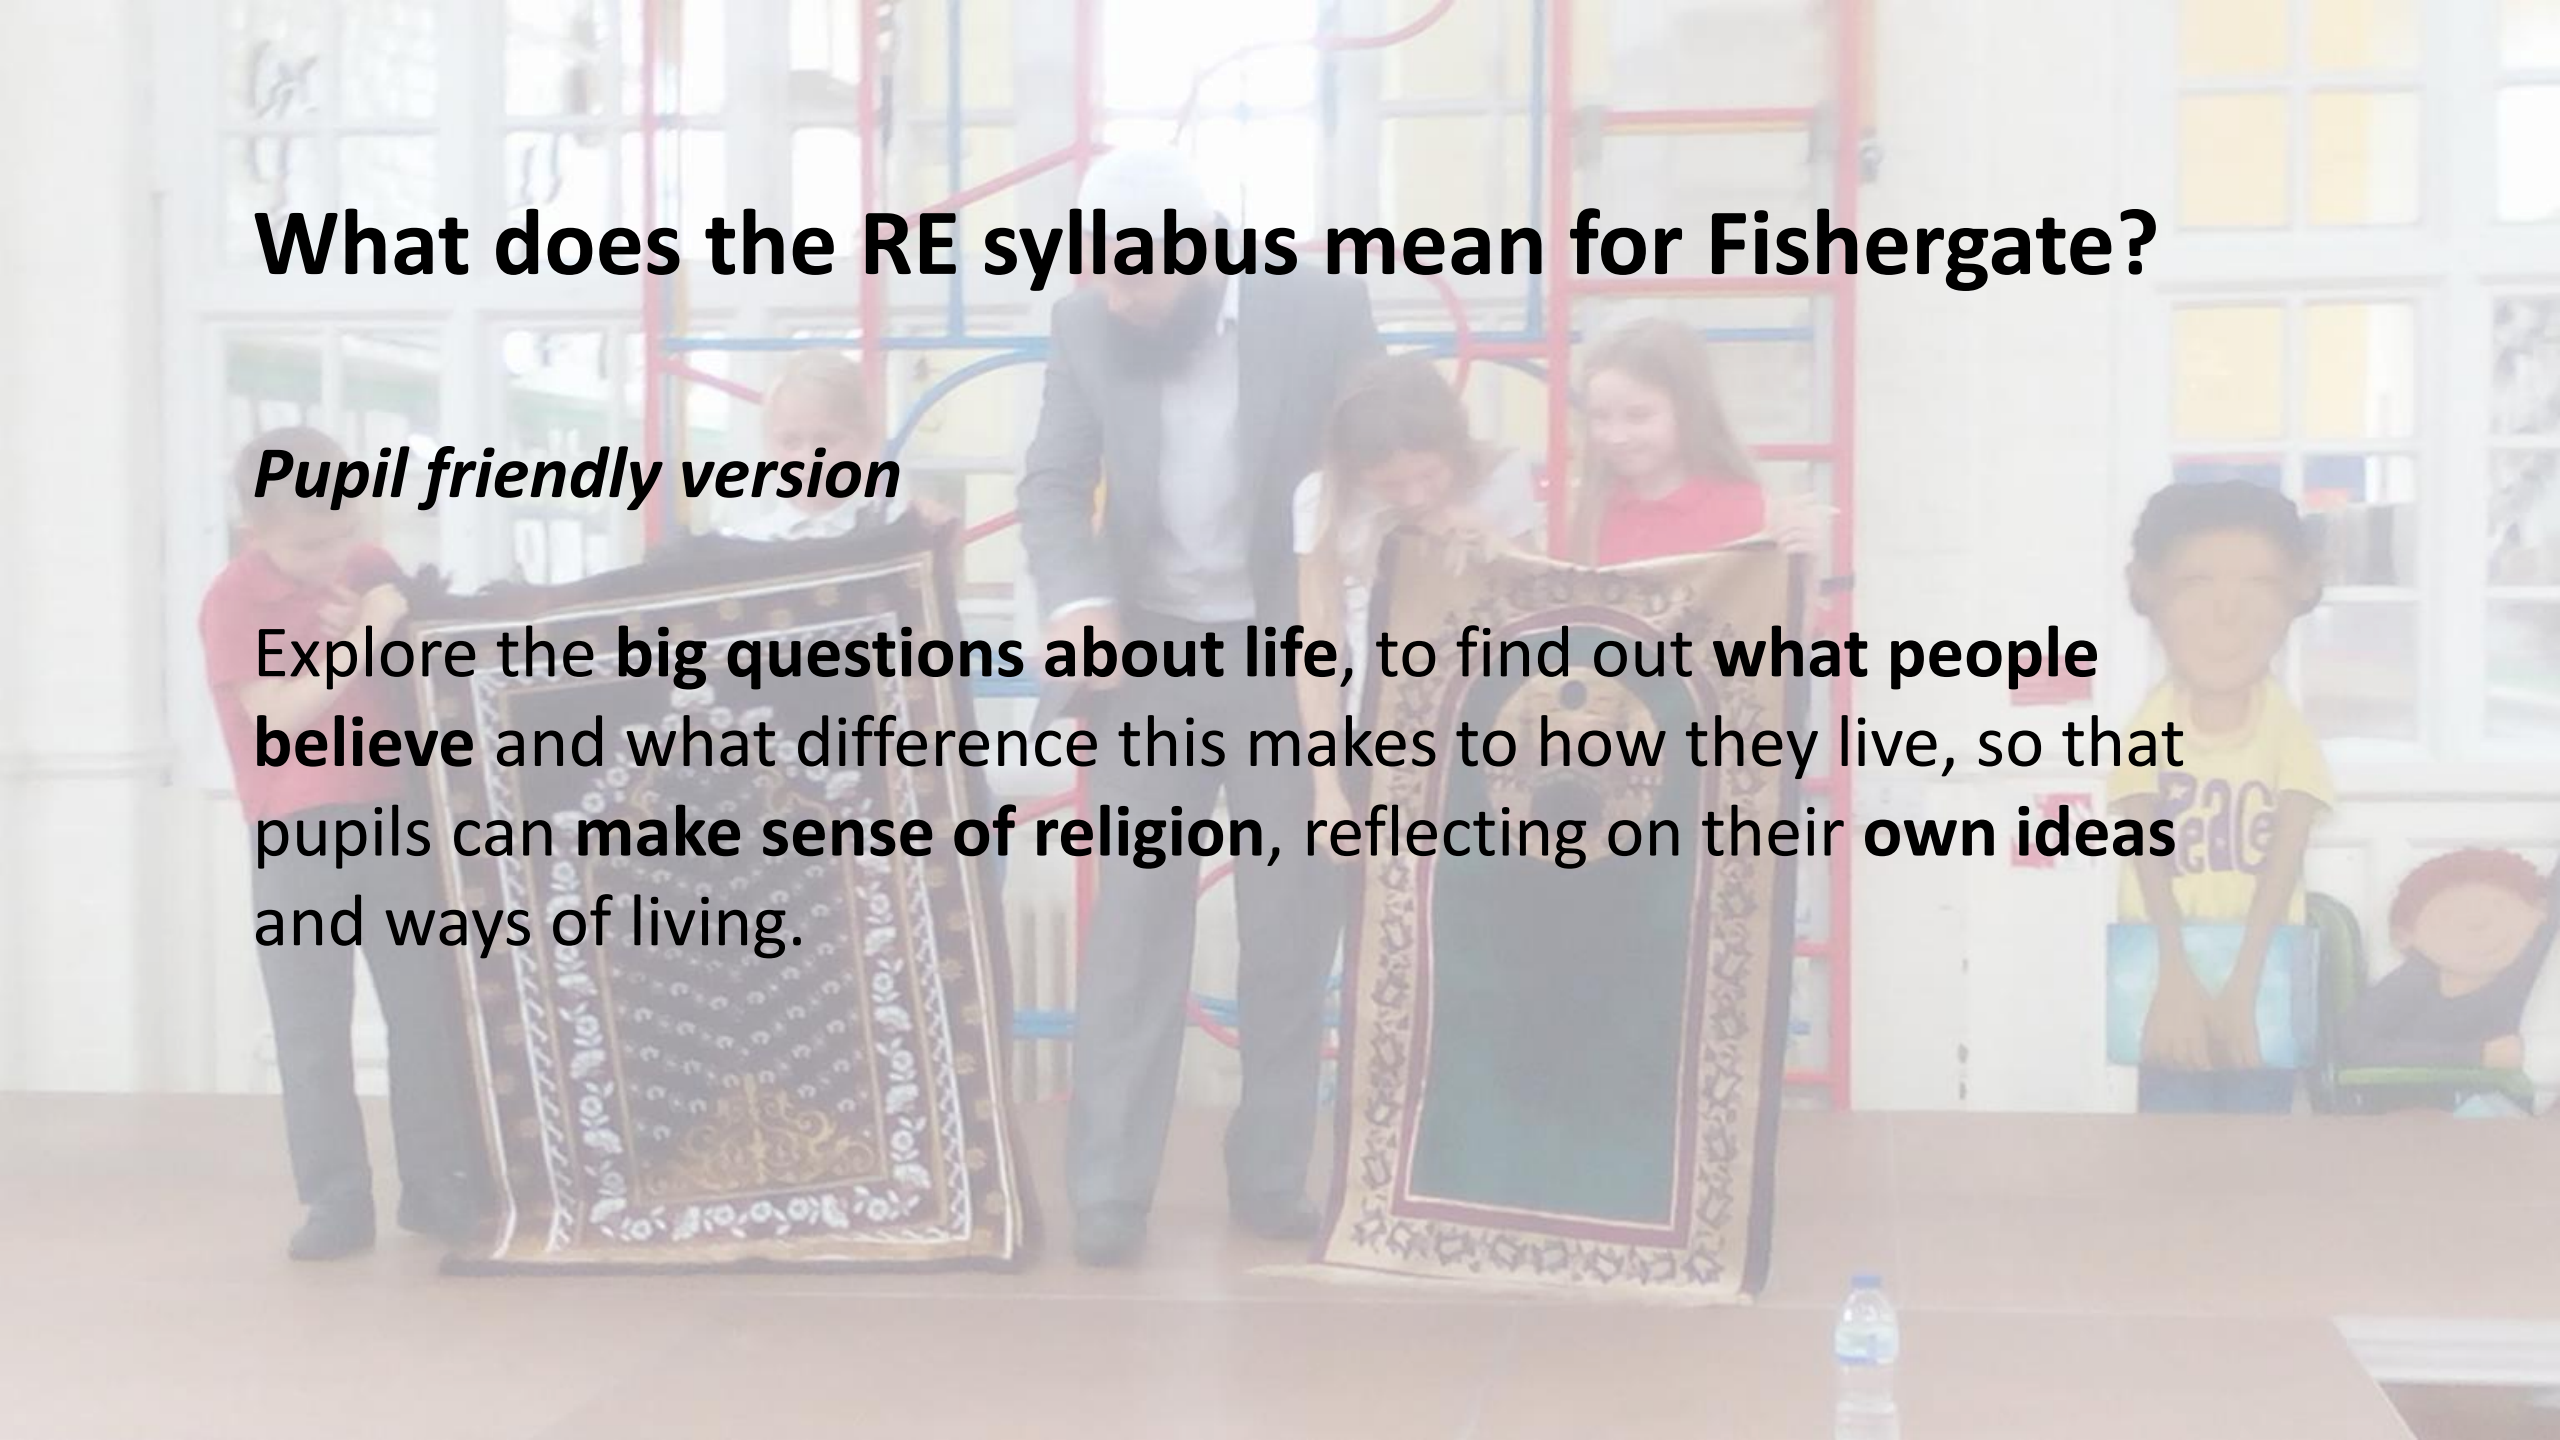 What does the RE syllabus mean for Fishergate?
Pupil friendly version
Explore the big questions about life, to find out what people
believe and what difference this makes to how they live, so that
pupils can make sense of religion, reflecting on their own ideas
and ways of living.
Peace